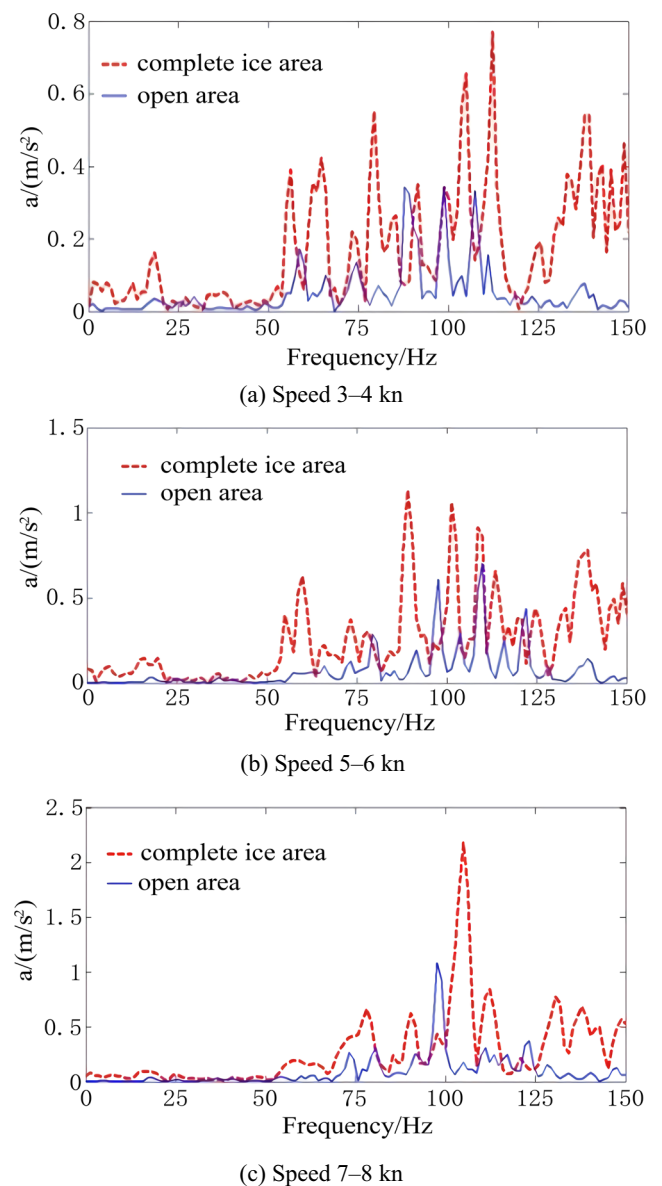 0.8
complete ice area
open area
0.6
0.4
0.2
0
a/(m/s²)
0 25 50 75 100 125 150
Frequency/Hz
(a) Speed 3–4 kn
1.5
complete ice area
open area
1
0.5
0
a/(m/s²)
0 25 50 75 100 125 150
Frequency/Hz
(b) Speed 5–6 kn
2.5
complete ice area
open area
2
1.5
1
0.5
0
a/(m/s²)
0 25 50 75 100 125 150
Frequency/Hz
(c) Speed 7–8 kn